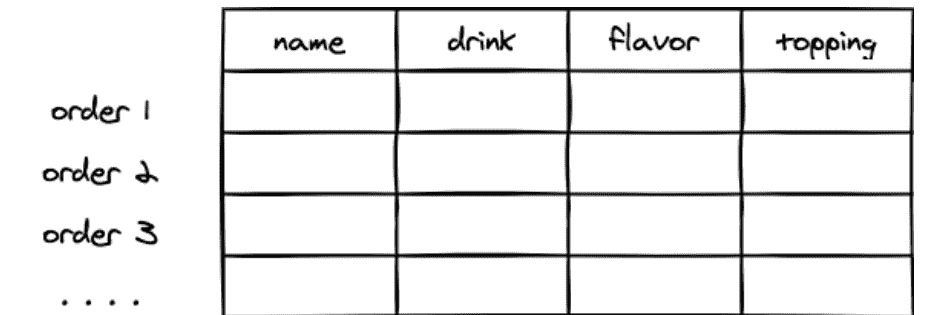 name drink flavor topping
order 1
order 2
order 3
....